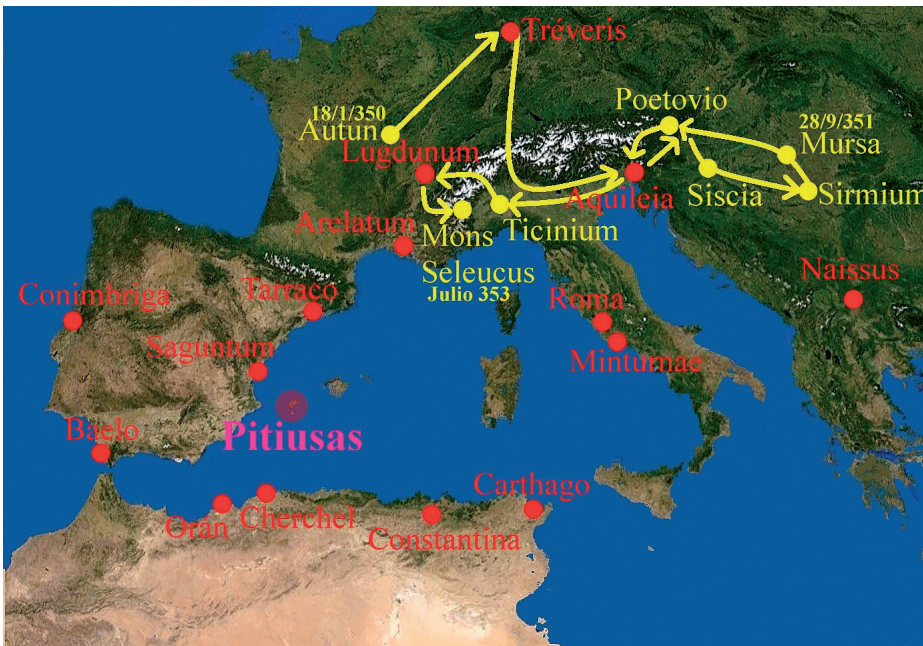 Tréveris
Poetovio
18/1/350
Autun
28/9/351
Mursa
Lugdunum
Aquileia
Siscia
Sirmium
Arelatum
Mons
Seleucus
Julio 353
Ticinium
Conimbriga
Tarraco
Roma
Naissus
Saguntum
Minturnae
Baelo
Pitiusas
Orán
Cherchel
Constantina
Carthago